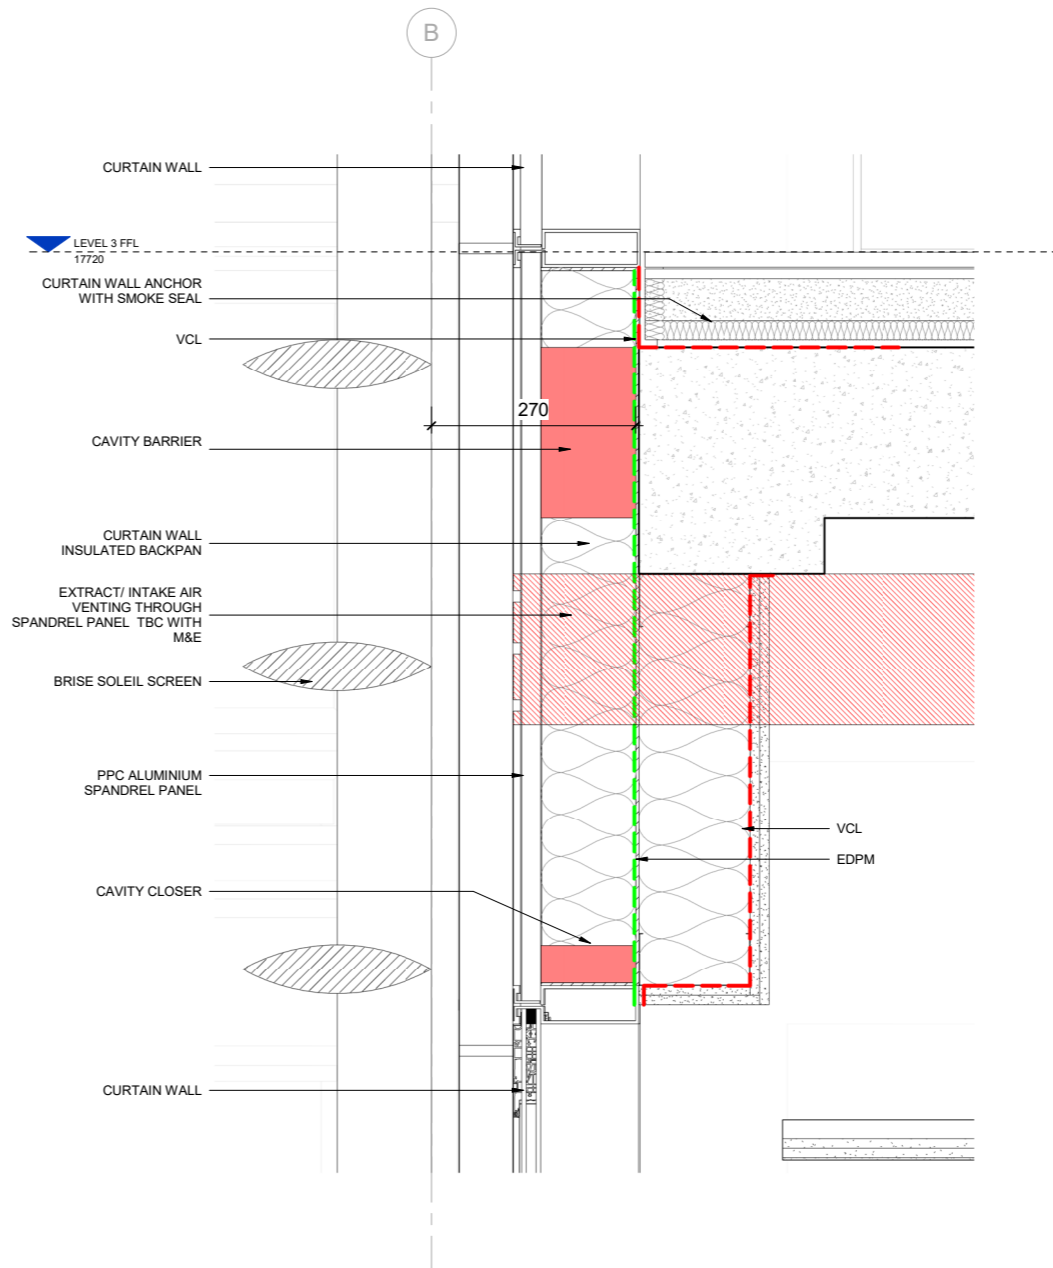 B
CURTAIN WALL
LEVEL 3 FFL
17720
CURTAIN WALL ANCHOR
WITH SMOKE SEAL
VCL
270
CAVITY BARRIER
CURTAIN WALL
INSULATED BACKPAN
EXTRACT/ INTAKE AIR
VENTING THROUGH
SPANDREL PANEL TBC WITH
M&E
BRISE SOLEIL SCREEN
PPC ALUMINIUM
SPANDREL PANEL
VCL
EDPM
CAVITY CLOSER
CURTAIN WALL